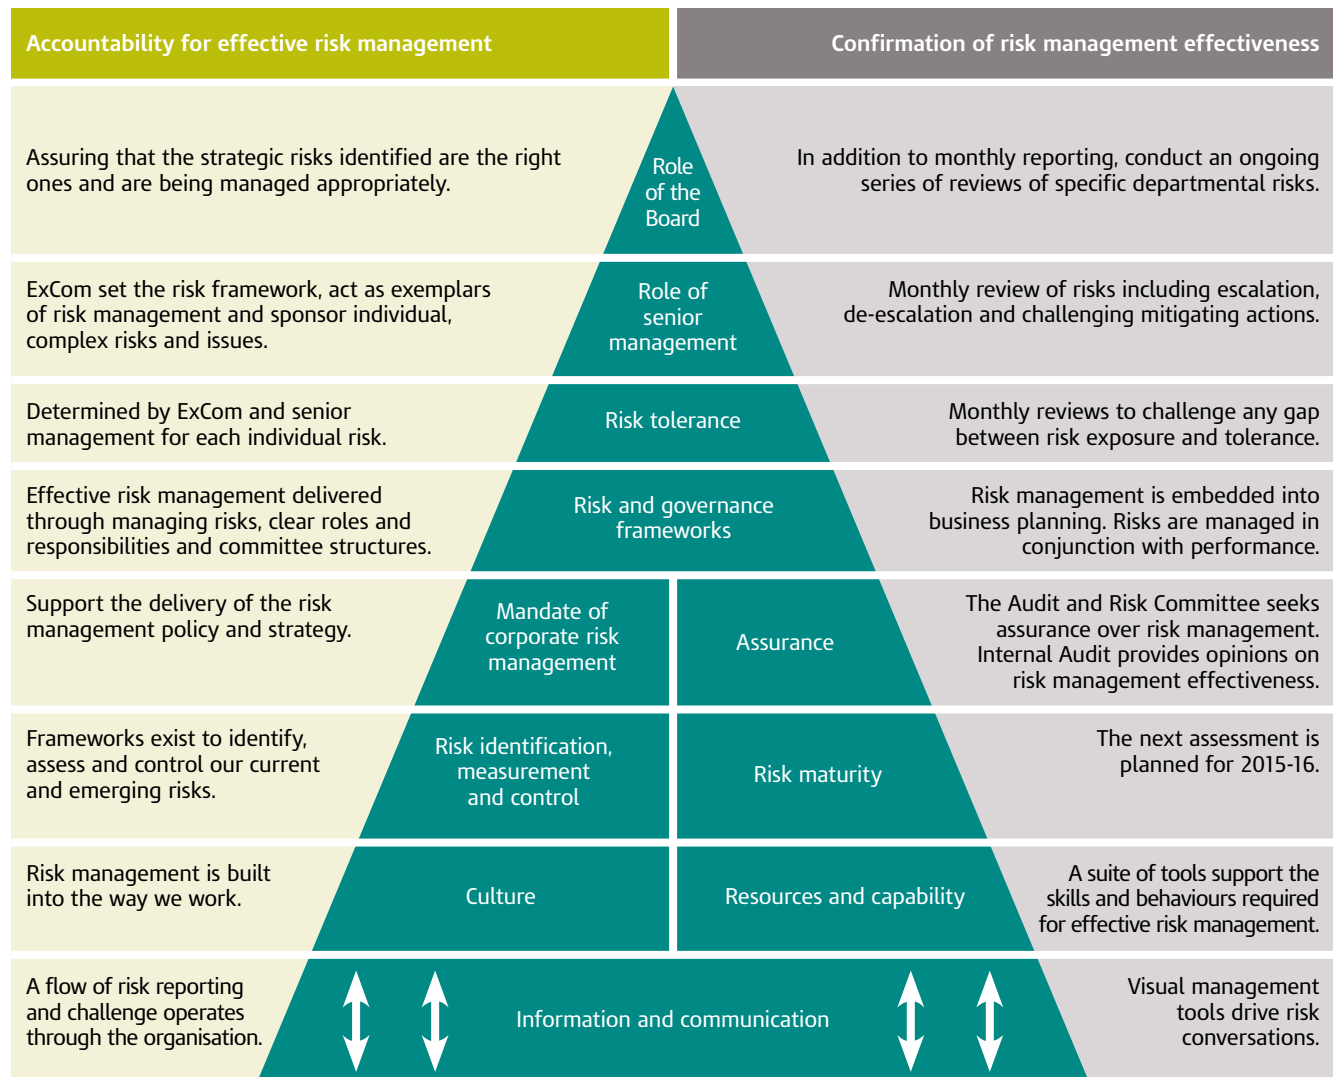 Accountability for effective risk management
Confirmation of risk management effectiveness
Assuring that the strategic risks identified are the right
ones and are being managed appropriately.
Role
of the
Board
In addition to monthly reporting, conduct an ongoing
series of reviews of specific departmental risks.
ExCom set the risk framework, act as exemplars
of risk management and sponsor individual,
complex risks and issues.
Role of
senior
management
Monthly review of risks including escalation,
de-escalation and challenging mitigating actions.
Determined by ExCom and senior
management for each individual risk.
Risk tolerance
Monthly reviews to challenge any gap
between risk exposure and tolerance.
Effective risk management delivered
through managing risks, clear roles and
responsibilities and committee structures.
Risk and governance
frameworks
Risk management is embedded into
business planning. Risks are managed in
conjunction with performance.
Support the delivery of the risk
management policy and strategy.
Mandate of
corporate risk
management
Assurance
The Audit and Risk Committee seeks
assurance over risk management.
Internal Audit provides opinions on
risk management effectiveness.
Frameworks exist to identify,
assess and control our current
and emerging risks.
Risk identification,
measurement
and control
Risk maturity
The next assessment is
planned for 2015-16.
Risk management is built
into the way we work.
Culture
Resources and capability
A suite of tools support the
skills and behaviours required
for effective risk management.
A flow of risk reporting
and challenge operates
through the organisation.
Information and communication
Visual management
tools drive risk
conversations.